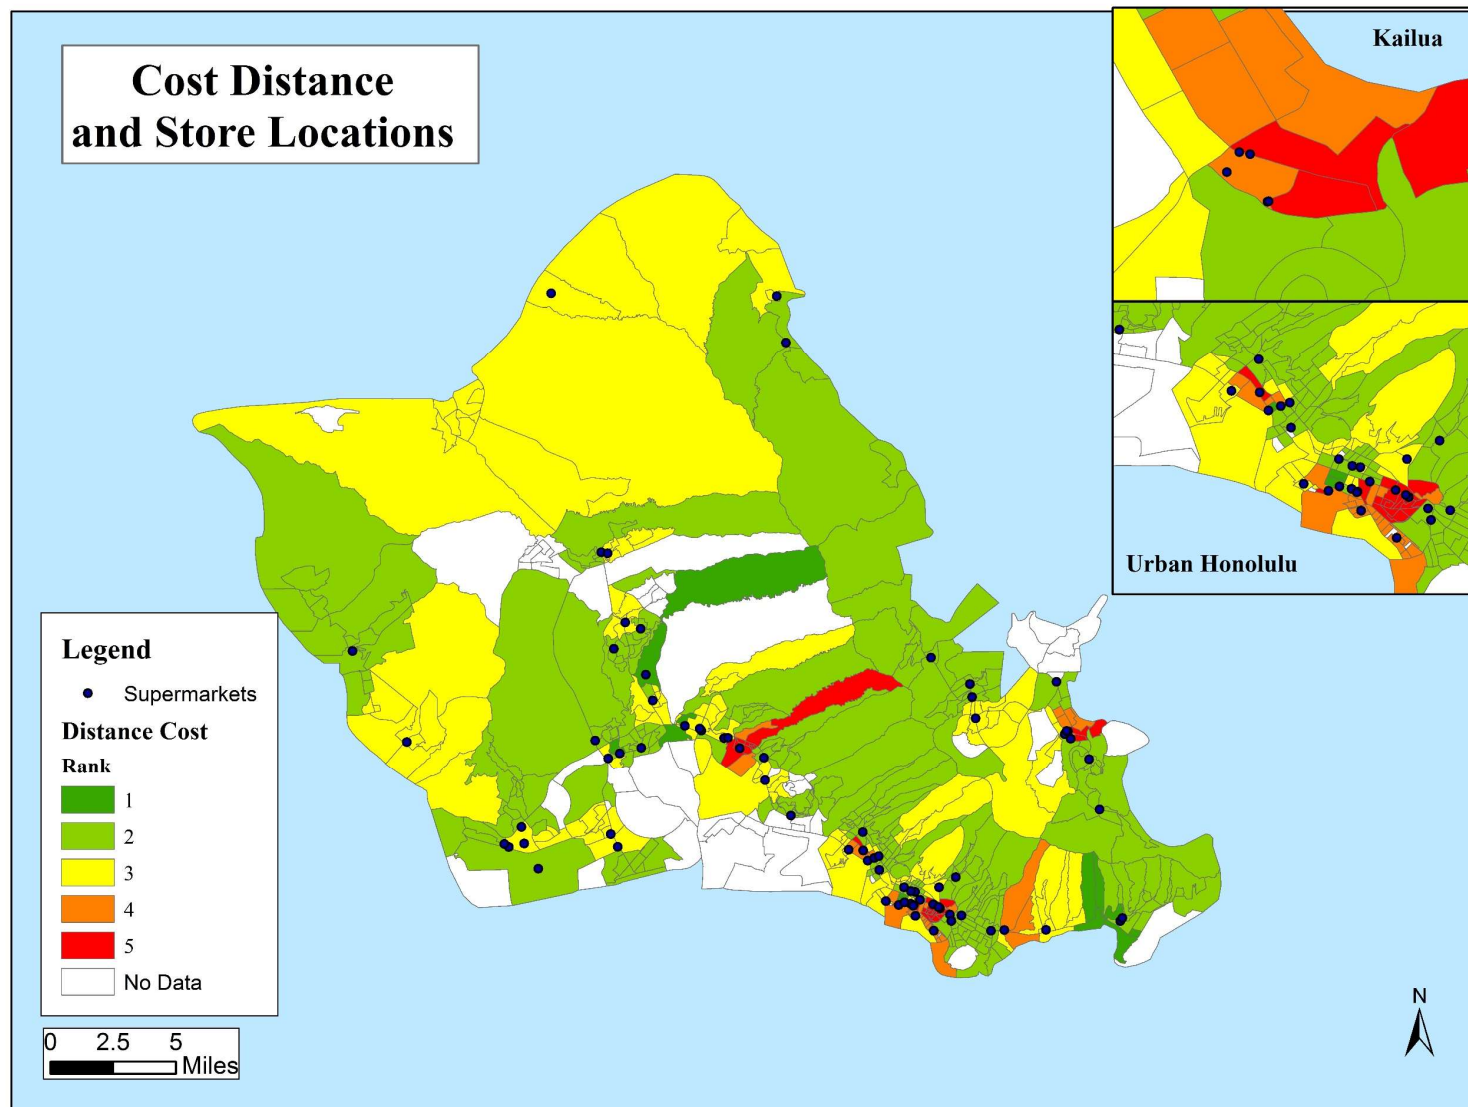 Cost Distance
and Store Locations
Kailua
Urban Honolulu
Legend
Supermarkets
Distance Cost
Rank
1
2
3
4
5
No Data
0 2.5 5
Miles
N